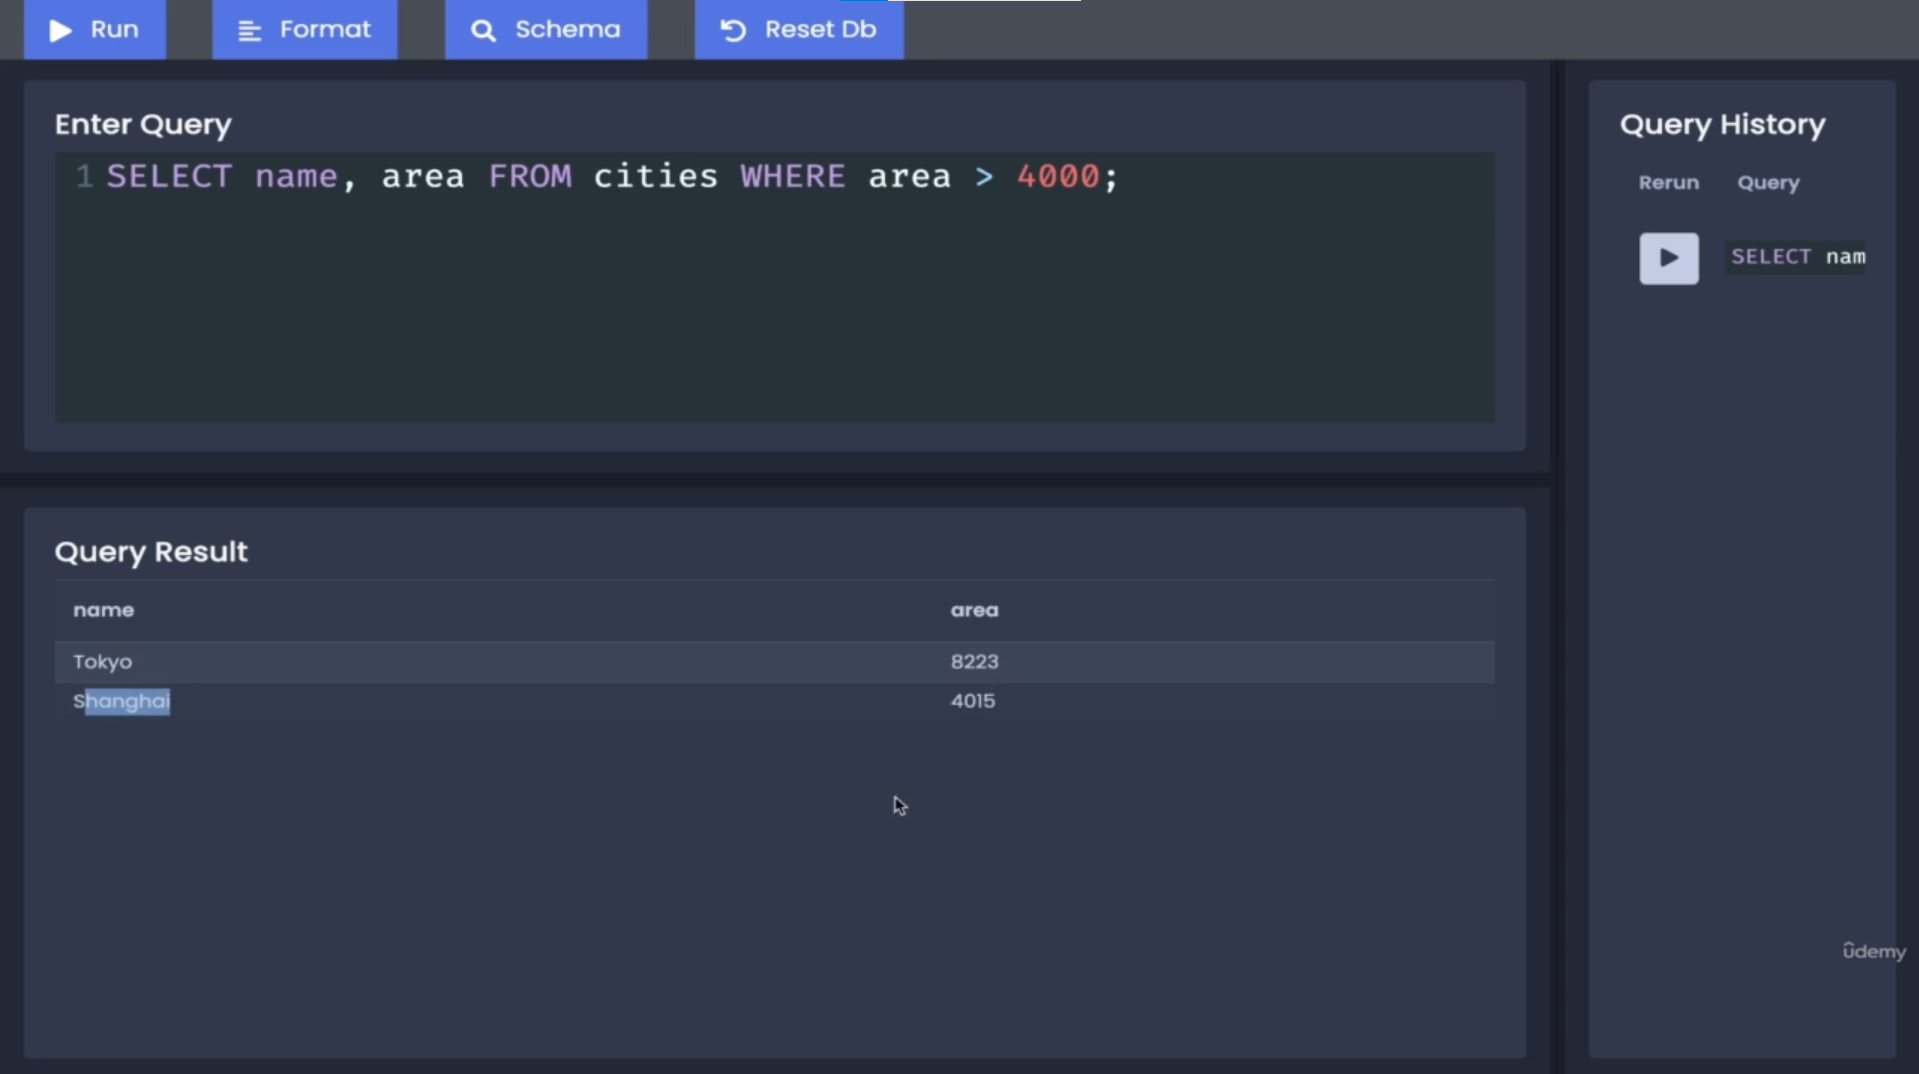 Run Format Schema Reset Db
Enter Query
1 SELECT name, area FROM cities WHERE area > 4000;
Query Result
name area
Tokyo 8223
Shanghai 4015
Query History
Rerun Query
SELECT nam
ûdemy